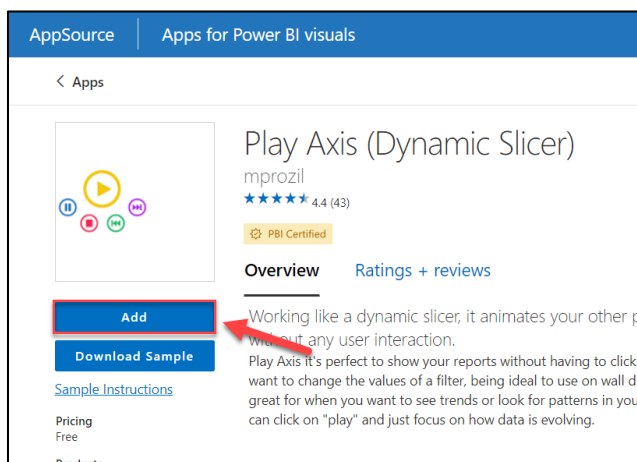 AppSource Apps for Power BI visuals
< Apps
Play Axis (Dynamic Slicer)
mprozil
4.4 (43)
PBI Certified
Overview Ratings + reviews
Add
Download Sample
Sample Instructions
Pricing
Free
Working like a dynamic slicer, it animates your other p
without any user interaction.
Play Axis it's perfect to show your reports without having to click
want to change the values of a filter, being ideal to use on wall d
great for when you want to see trends or look for patterns in you
can click on "play" and just focus on how data is evolving.